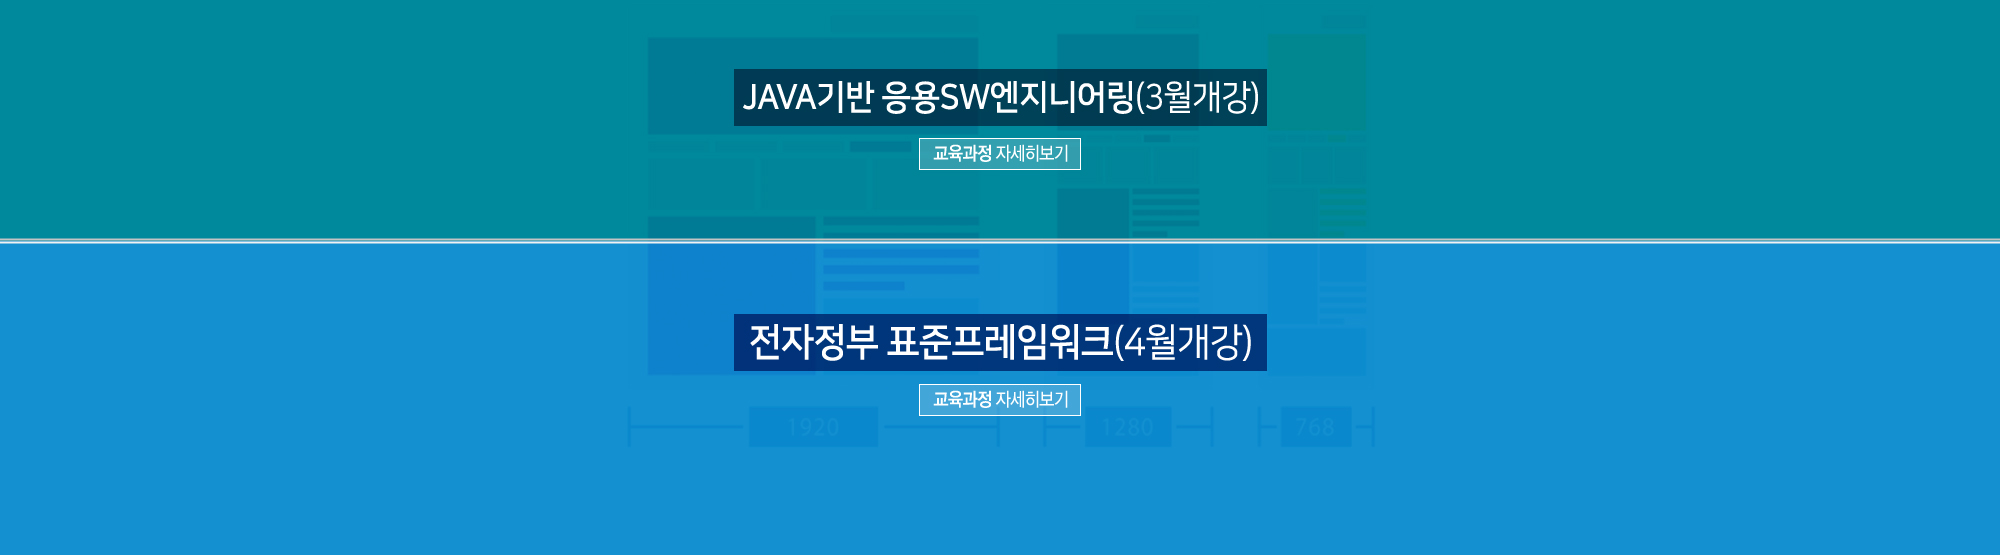 JAVA기반 응용SW엔지니어링(3월개강)
교육과정 자세히보기
전자정부 표준프레임워크(4월개강)
교육과정 자세히보기
1920 1280 768